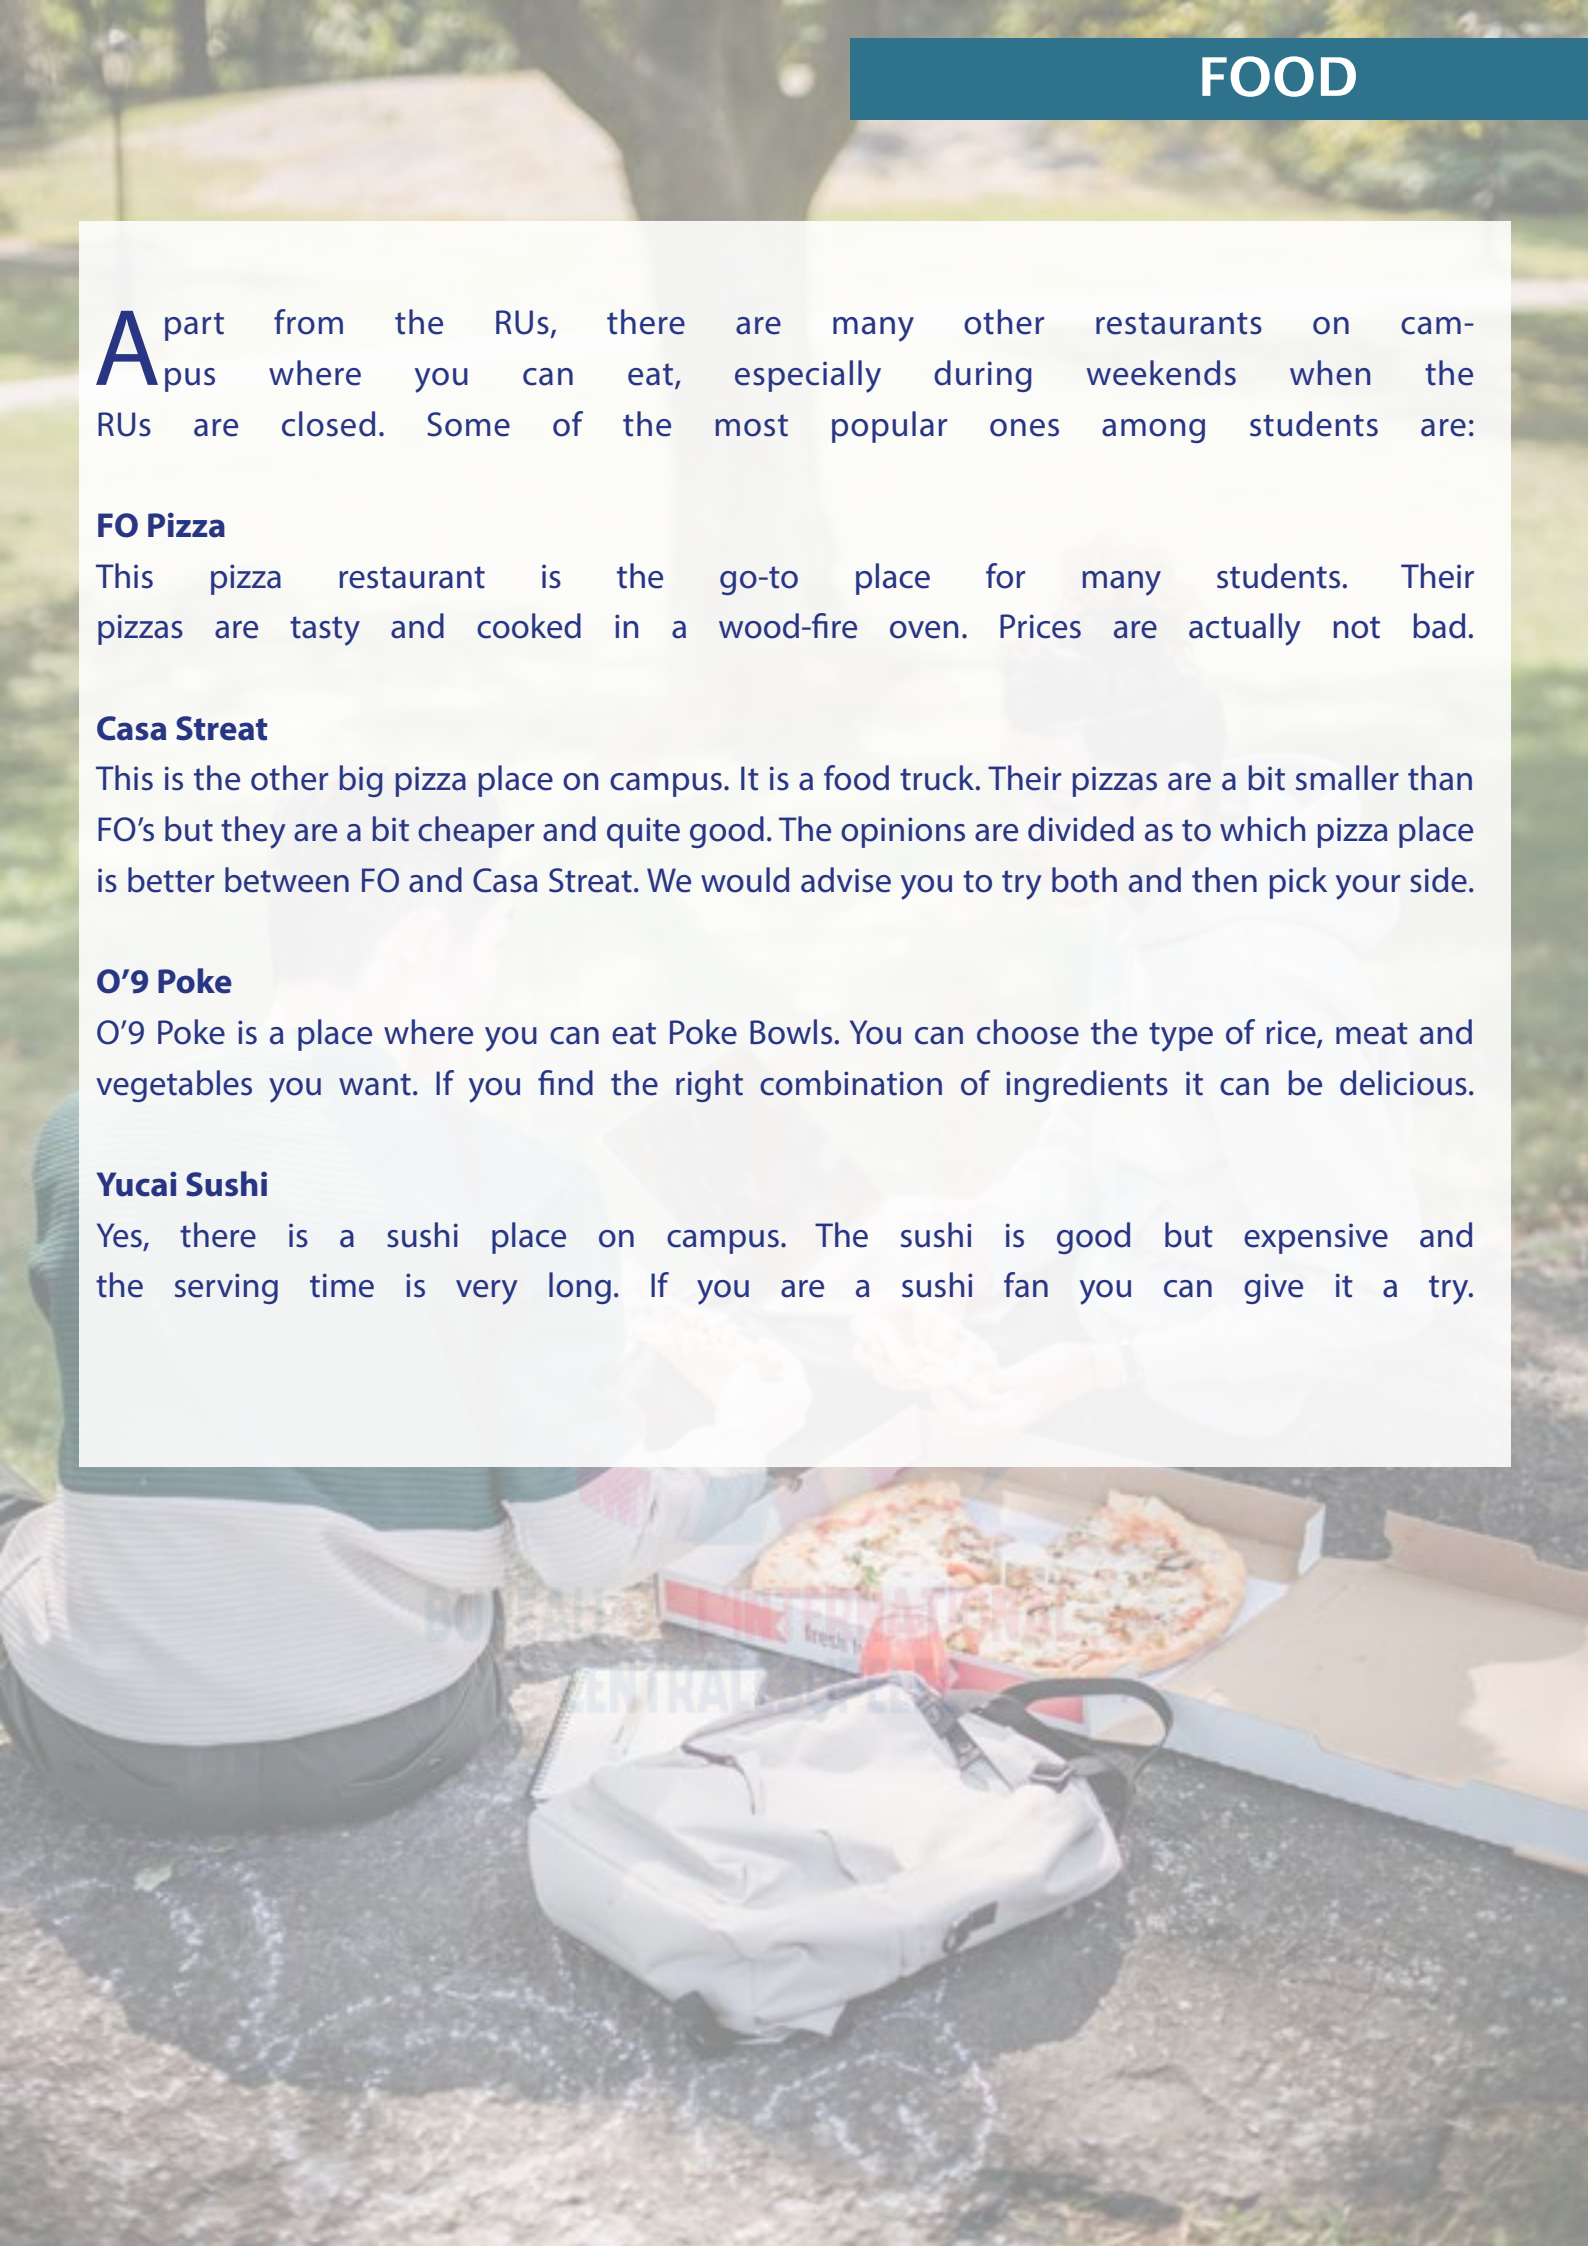 FOOD
Apart from the RUs, there are many other restaurants on cam-
pus where you can eat, especially during weekends when the
RUs are closed. Some of the most popular ones among students are:
FO Pizza
This pizza restaurant is the go-to place for many students. Their
pizzas are tasty and cooked in a wood-fire oven. Prices are actually not bad.
Casa Streat
This is the other big pizza place on campus. It is a food truck. Their pizzas are a bit smaller than
FO’s but they are a bit cheaper and quite good. The opinions are divided as to which pizza place
is better between FO and Casa Streat. We would advise you to try both and then pick your side.
O’9 Poke
O’9 Poke is a place where you can eat Poke Bowls. You can choose the type of rice, meat and
vegetables you want. If you find the right combination of ingredients it can be delicious.
Yucai Sushi
Yes, there is a sushi place on campus. The sushi is good but expensive and
the serving time is very long. If you are a sushi fan you can give it a try.
INTERNATIONAL
fresh